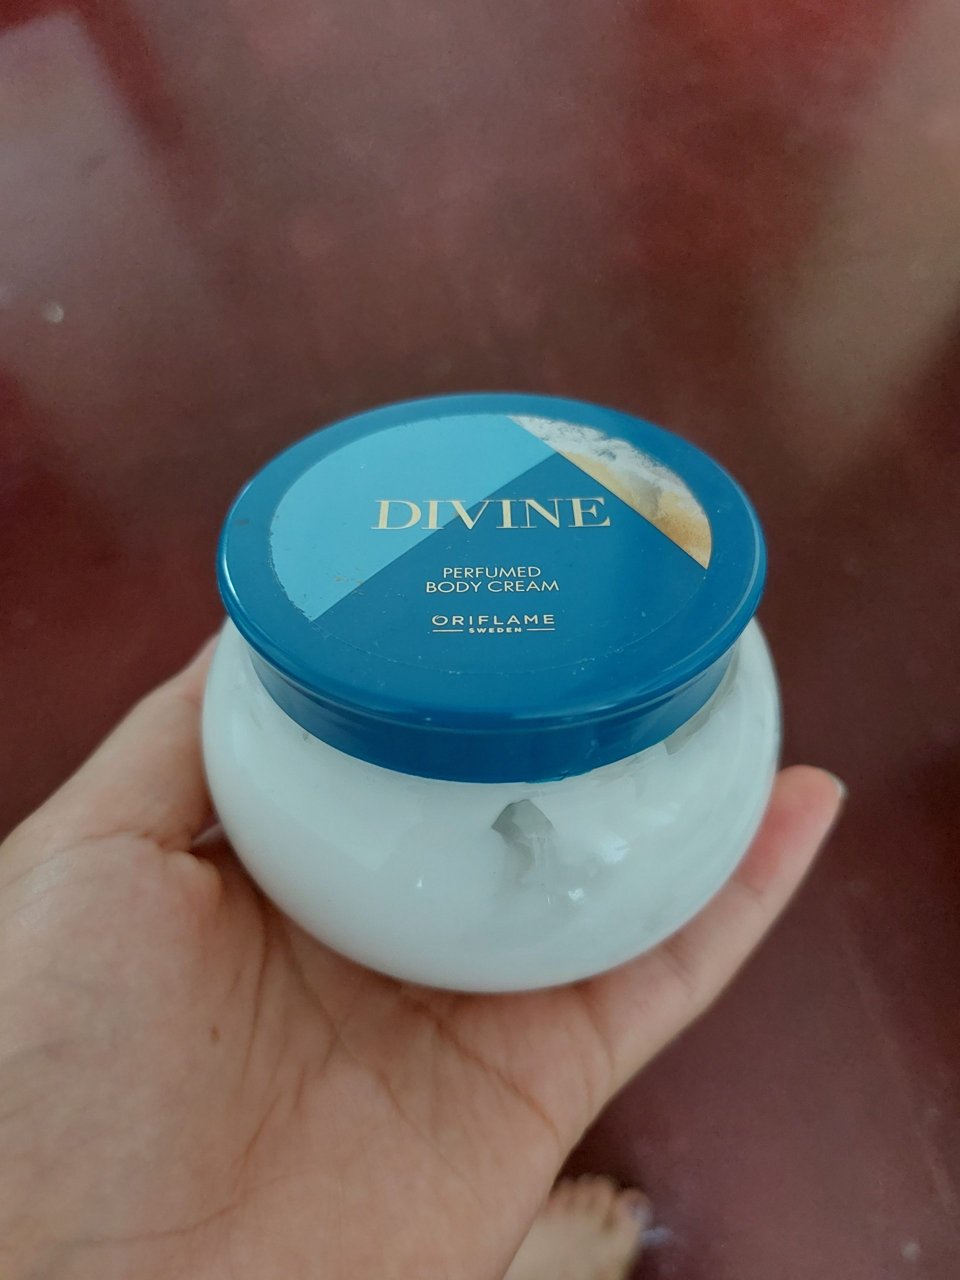 DIVINE
PERFUMED
BODY CREAM
ORIFLAME
SWEDEN